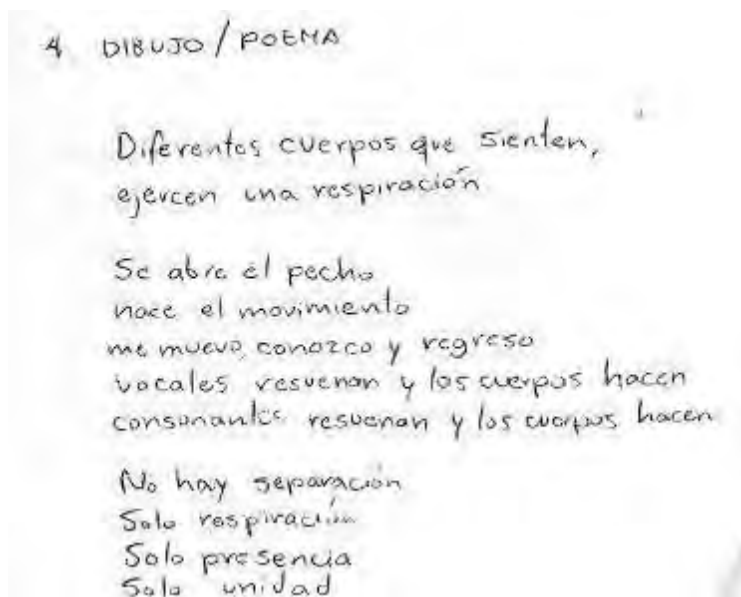 4 DIBUJO / POEMA
Diferentes cuerpos que sienten,
ejercen una respiración
Se abre el pecho
nace el movimiento
me muevo, conozco y regreso
vocales resuenan y los cuerpos hacen
consonantes resuenan y los cuerpos hacen
No hay separación
Solo respiración
Solo presencia
Solo unidad